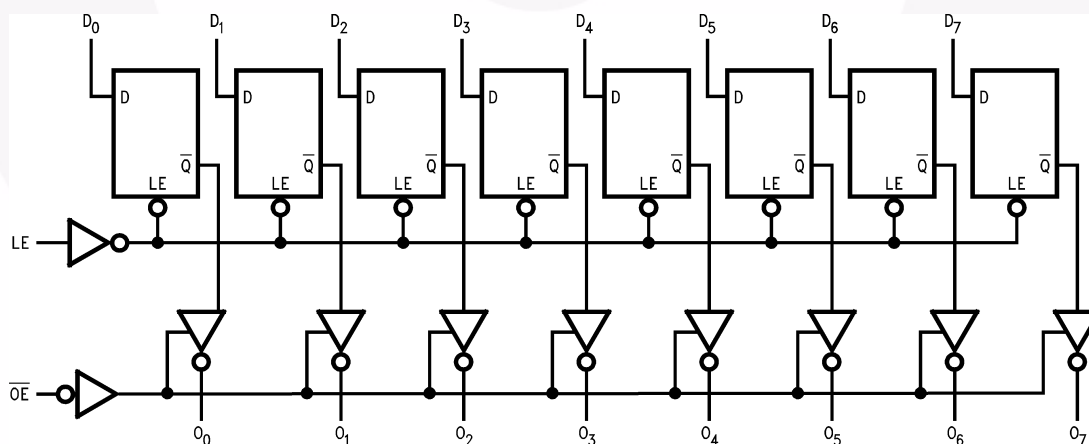 D0 D1 D2 D3 D4 D5 D6 D7
D D D D D D D D
Q̅ Q̅ Q̅ Q̅ Q̅ Q̅ Q̅ Q̅
LE LE LE LE LE LE LE LE
LE
O̅E̅
O0 O1 O2 O3 O4 O5 O6 O7